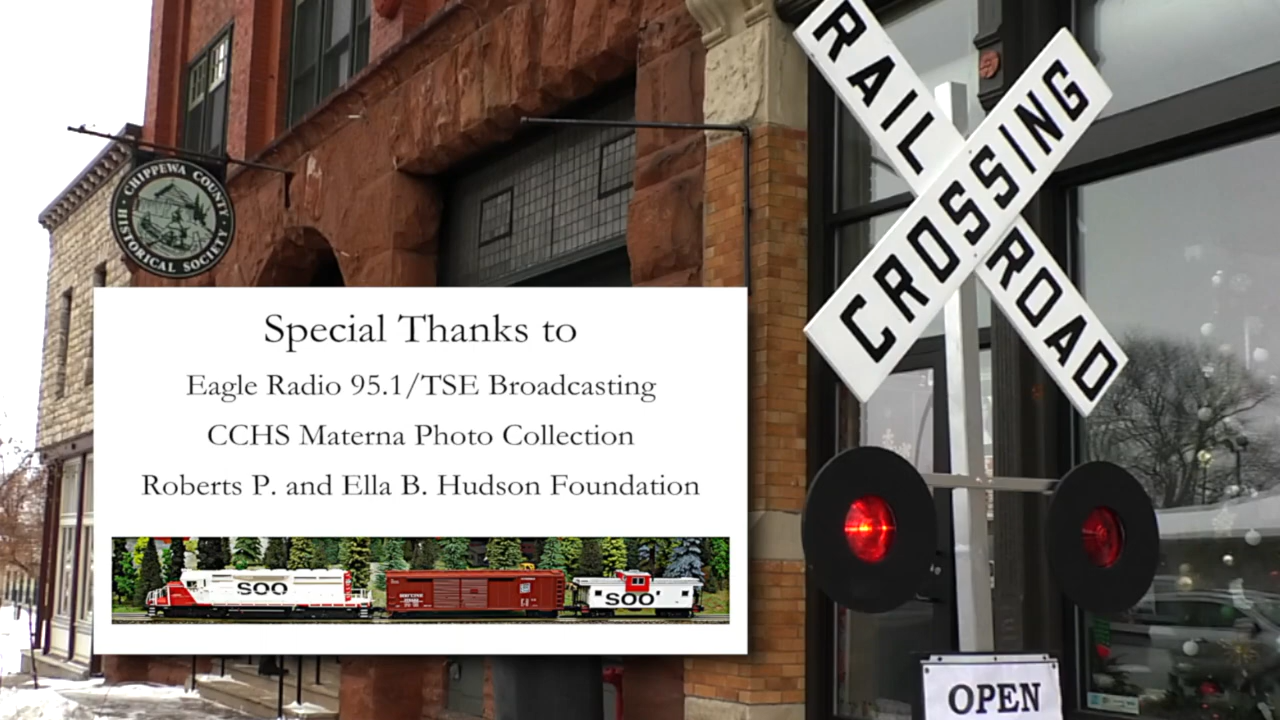 CHIPPEWA COUNTY
HISTORICAL SOCIETY
RAIL
ROAD
CROSSING
Special Thanks to
Eagle Radio 95.1/TSE Broadcasting
CCHS Materna Photo Collection
Roberts P. and Ella B. Hudson Foundation
SOO
SOO
OPEN